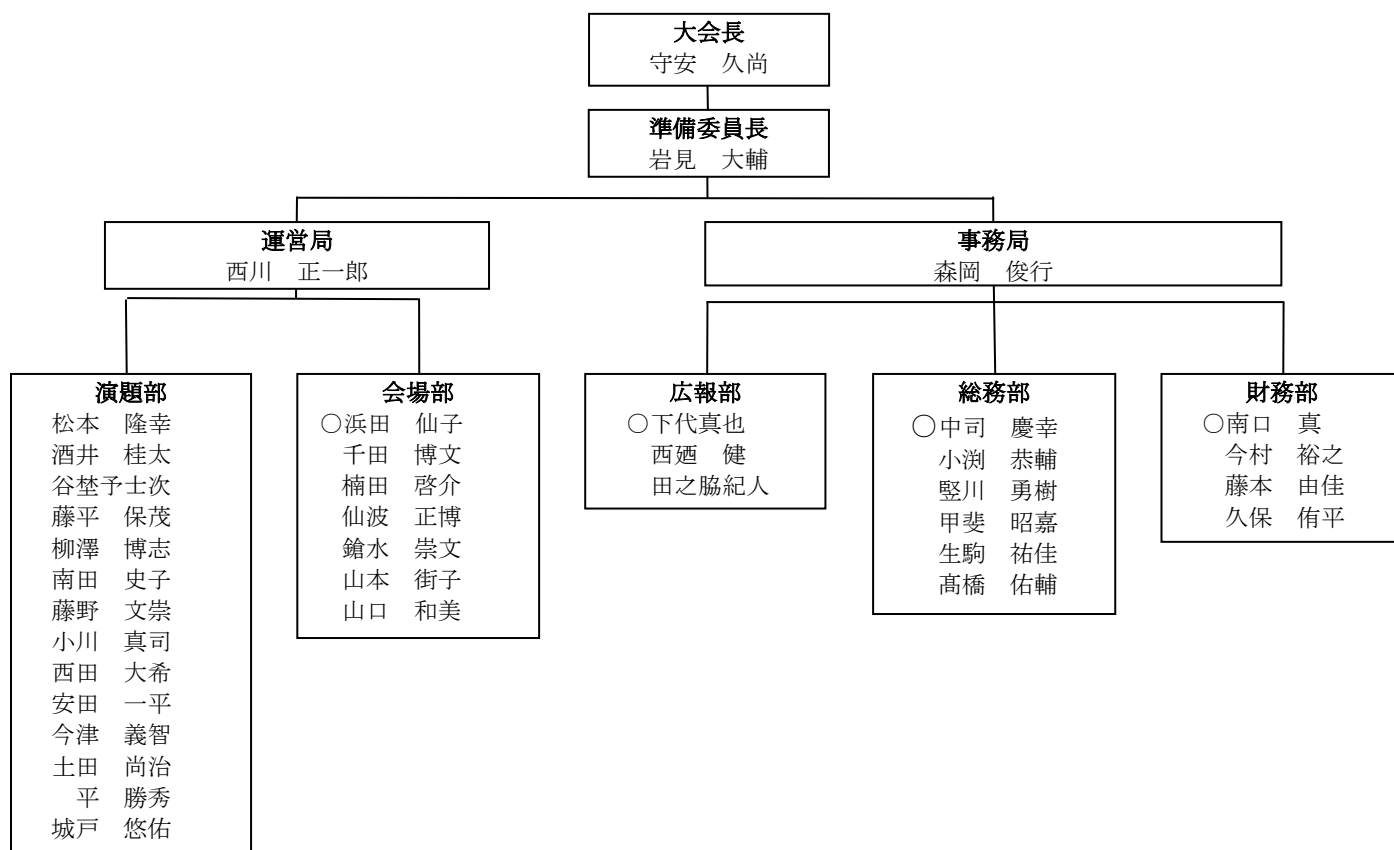 大会長
守安　久尚
準備委員長
岩見　大輔
運営局
西川　正一郎
事務局
森岡　俊行
演題部
松本　隆幸
酒井　桂太
谷埜予士次
藤平　保茂
柳澤　博志
南田　史子
藤野　文崇
小川　真司
西田　大希
安田　一平
今津　義智
土田　尚治
平　勝秀
城戸　悠佑
会場部
○浜田　仙子
千田　博文
楠田　啓介
仙波　正博
鎗水　崇文
山本　街子
山口　和美
広報部
○下代真也
西廼　健
田之脇紀人
総務部
○中司　慶幸
小渕　恭輔
竪川　勇樹
甲斐　昭嘉
生駒　祐佳
髙橋　佑輔
財務部
○南口　真
今村　裕之
藤本　由佳
久保　侑平